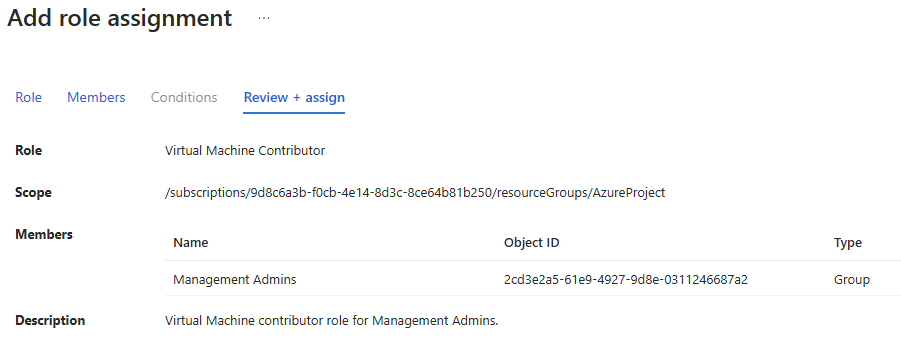 Add role assignment ...
Role Members Conditions Review + assign
Role Virtual Machine Contributor
Scope /subscriptions/9d8c6a3b-f0cb-4e14-8d3c-8ce64b81b250/resourceGroups/AzureProject
Members
Name Object ID Type
Management Admins 2cd3e2a5-61e9-4927-9d8e-0311246687a2 Group
Description Virtual Machine contributor role for Management Admins.